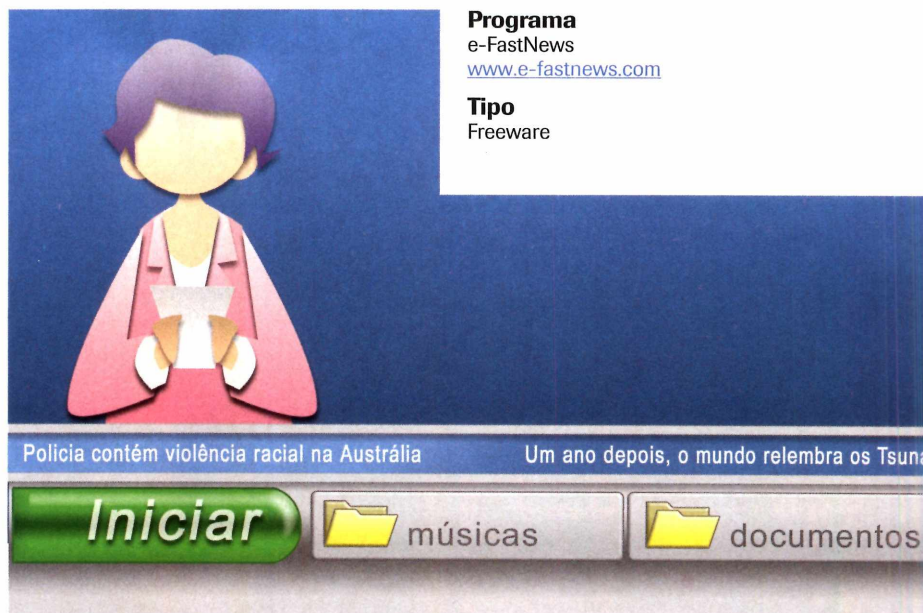 Programa
e-FastNews
www.e-fastnews.com
Tipo
Freeware
Policia contém violência racial na Austrália
Um ano depois, o mundo relembra os Tsuna
Iniciar
músicas
documentos